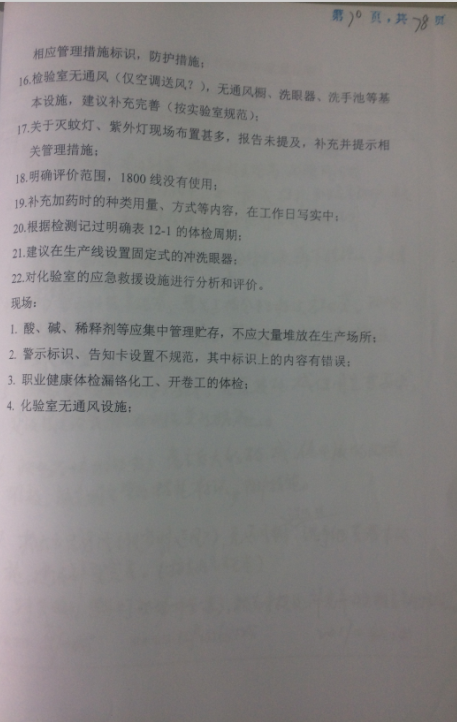 第70页,共78页
相应管理措施标识，防护措施；
16.检验室无通风（仅空调送风？），无通风橱、洗眼器、洗手池等基
本设施，建议补充完善（按实验室规范）；
17.关于灭蚊灯、紫外灯现场布置甚多，报告未提及，补充并提示相
关管理措施；
18.明确评价范围，1800 线没有使用；
19.补充加药时的种类用量、方式等内容，在工作日写实中；
20.根据检测记过明确表 12-1 的体检周期；
21.建议在生产线设置固定式的冲洗眼器；
22.对化验室的应急救援设施进行分析和评价。
现场：
1. 酸、碱、稀释剂等应集中管理贮存，不应大量堆放在生产场所；
2. 警示标识、告知卡设置不规范，其中标识上的内容有错误；
3. 职业健康体检漏铬化工、开卷工的体检；
4. 化验室无通风设施；